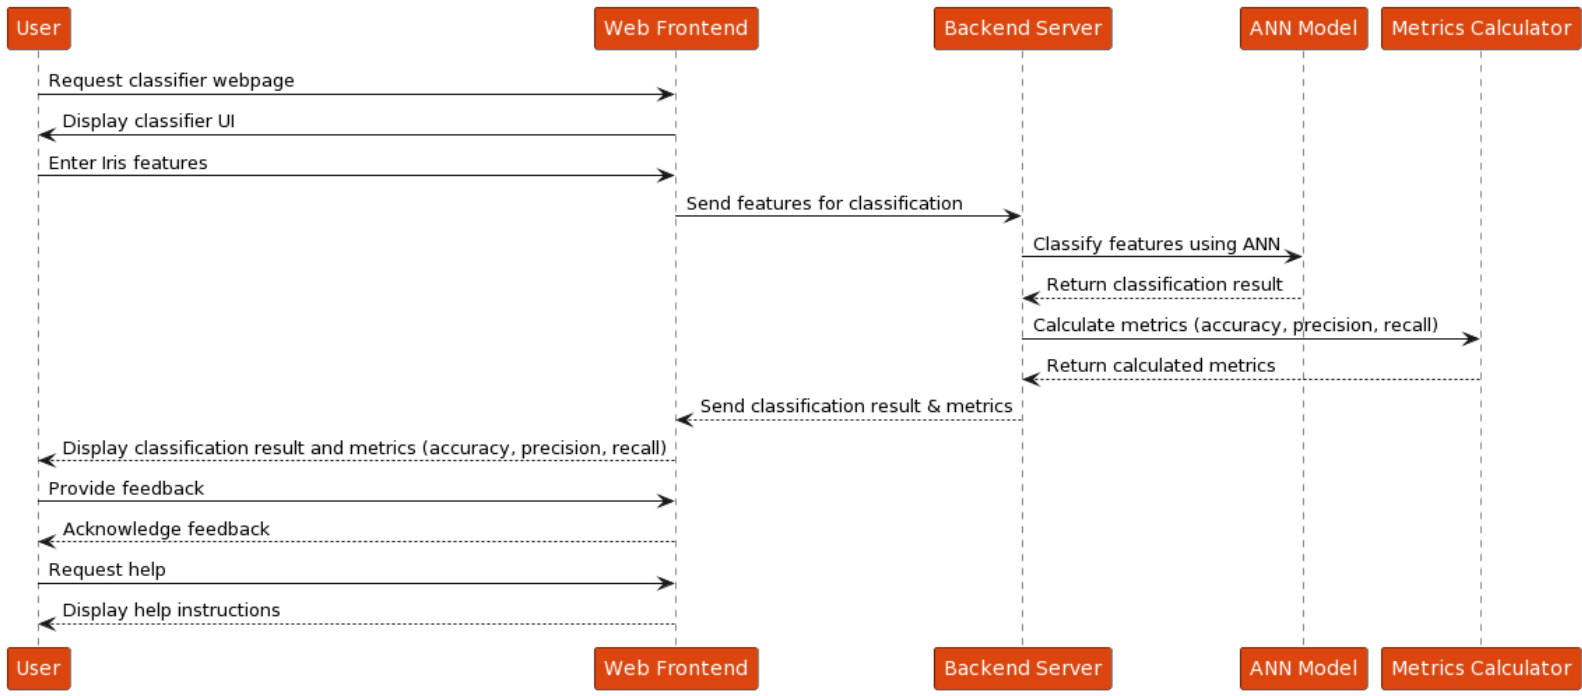 User
Web Frontend
Backend Server
ANN Model
Metrics Calculator
Request classifier webpage
Display classifier UI
Enter Iris features
Send features for classification
Classify features using ANN
Return classification result
Calculate metrics (accuracy, precision, recall)
Return calculated metrics
Send classification result & metrics
Display classification result and metrics (accuracy, precision, recall)
Provide feedback
Acknowledge feedback
Request help
Display help instructions
User
Web Frontend
Backend Server
ANN Model
Metrics Calculator